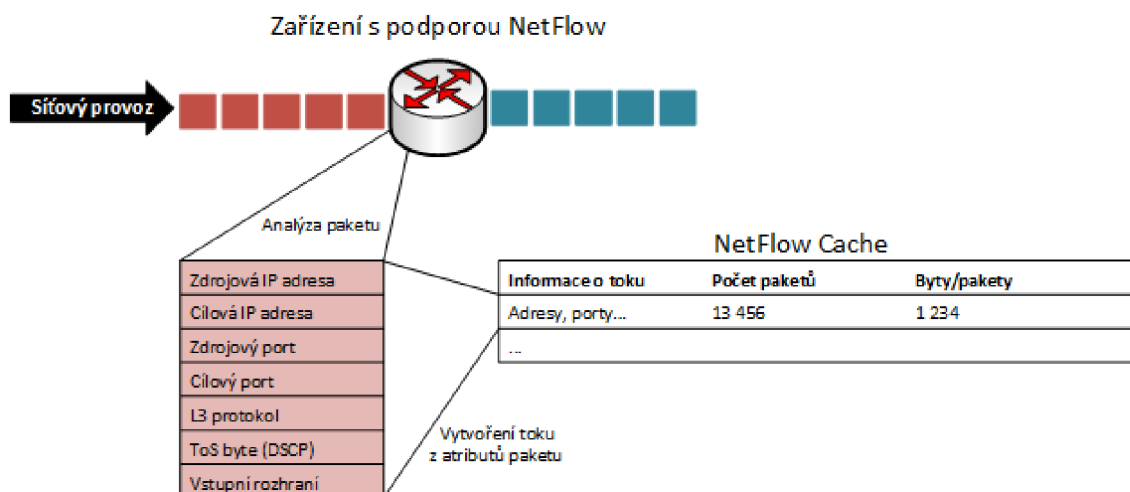 Zařízení s podporou NetFlow
Síťový provoz
Analýza paketu
NetFlow Cache
Zdrojová IP adresa
Cílová IP adresa
Zdrojový port
Cílový port
L3 protokol
ToS byte (DSCP)
Vstupní rozhraní
Informace o toku Počet paketů Byty/pakety
Adresy, porty... 13 456 1 234
...
Vytvoření toku
z atributů paketu